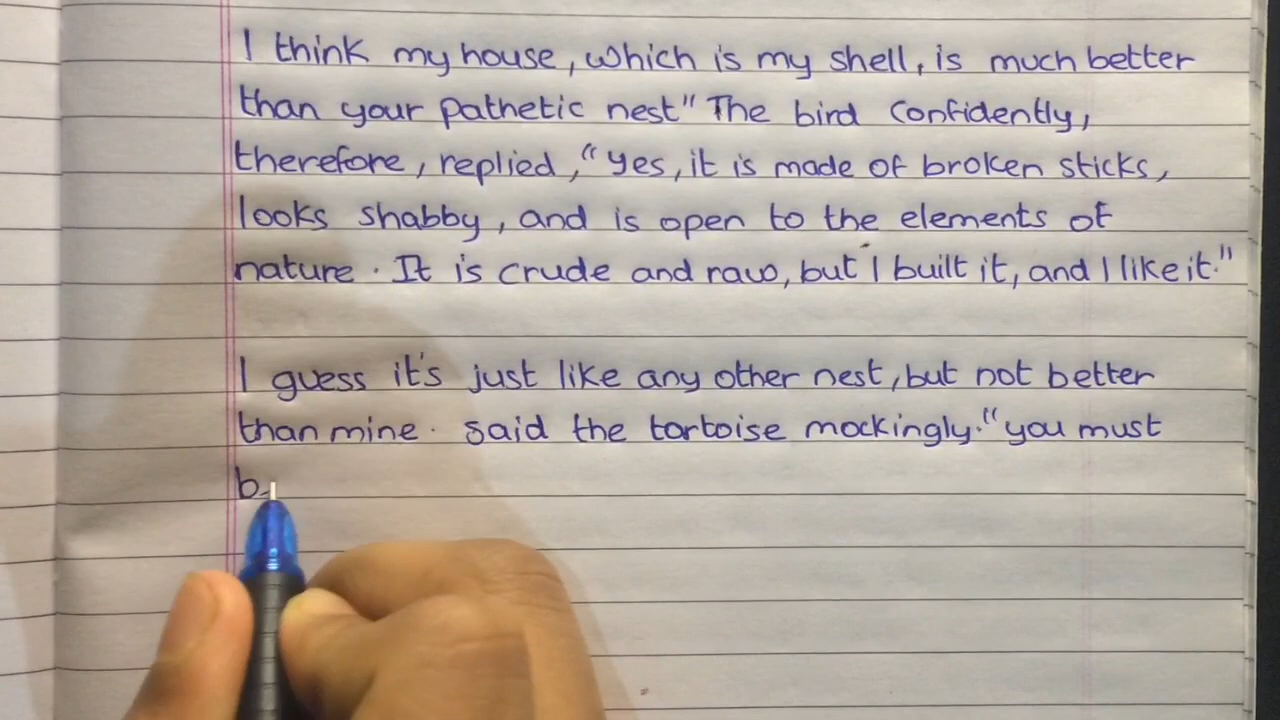 I think my house, which is my shell, is much better
than your pathetic nest" The bird confidently,
therefore, replied, "Yes, it is made of broken sticks,
looks shabby, and is open to the elements of
nature. It is crude and raw, but I built it, and I like it."
I guess it's just like any other nest, but not better
than mine. said the tortoise mockingly. "you must
b